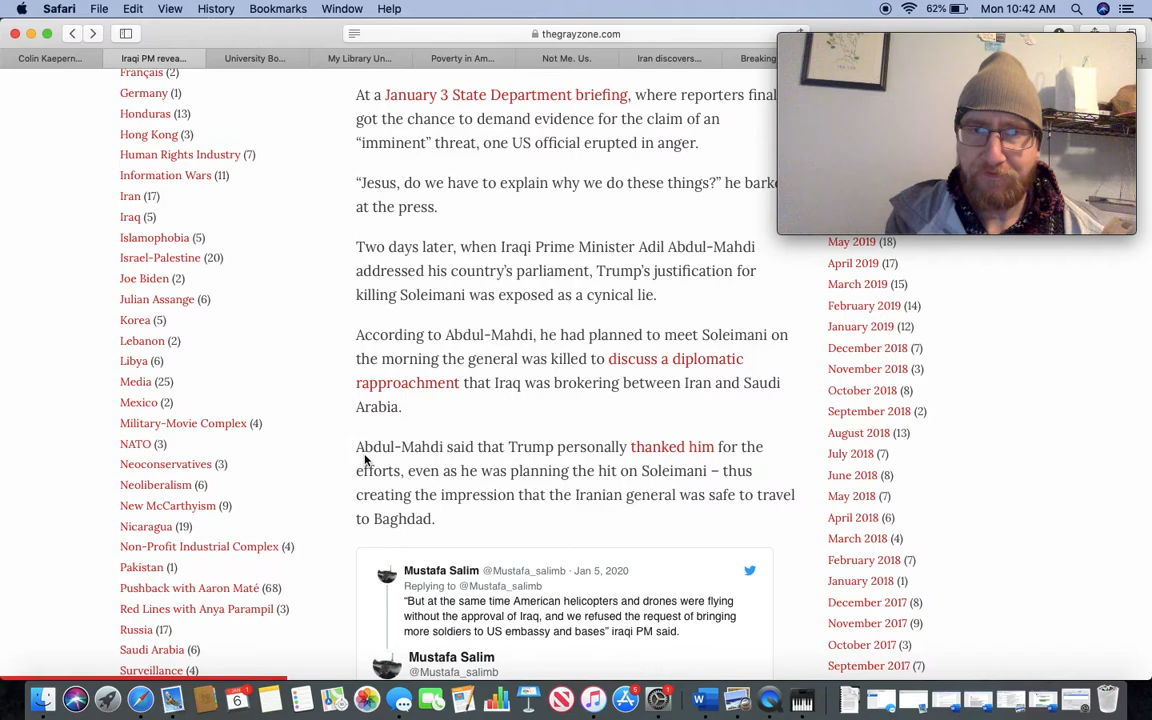 Safari File Edit View History Bookmarks Window Help
62% Mon 10:42 AM
thegrayzone.com
Colin Kaepern...
Iraqi PM revea...
University Bo...
My Library Un...
Poverty in Am...
Not Me. Us.
Iran discovers...
Breaking
Français (2)
Germany (1)
Honduras (13)
Hong Kong (3)
Human Rights Industry (7)
Information Wars (11)
Iran (17)
Iraq (5)
Islamophobia (5)
Israel-Palestine (20)
Joe Biden (2)
Julian Assange (6)
Korea (5)
Lebanon (2)
Libya (6)
Media (25)
Mexico (2)
Military-Movie Complex (4)
NATO (3)
Neoconservatives (3)
Neoliberalism (6)
New McCarthyism (9)
Nicaragua (19)
Non-Profit Industrial Complex (4)
Pakistan (1)
Pushback with Aaron Maté (68)
Red Lines with Anya Parampil (3)
Russia (17)
Saudi Arabia (6)
Surveillance (4)
At a January 3 State Department briefing, where reporters final
got the chance to demand evidence for the claim of an
“imminent” threat, one US official erupted in anger.
“Jesus, do we have to explain why we do these things?” he barke
at the press.
Two days later, when Iraqi Prime Minister Adil Abdul-Mahdi
addressed his country’s parliament, Trump’s justification for
killing Soleimani was exposed as a cynical lie.
According to Abdul-Mahdi, he had planned to meet Soleimani on
the morning the general was killed to discuss a diplomatic
rapproachment that Iraq was brokering between Iran and Saudi
Arabia.
Abdul-Mahdi said that Trump personally thanked him for the
efforts, even as he was planning the hit on Soleimani – thus
creating the impression that the Iranian general was safe to travel
to Baghdad.
Mustafa Salim @Mustafa_salimb · Jan 5, 2020
Replying to @Mustafa_salimb
“But at the same time American helicopters and drones were flying
without the approval of Iraq, and we refused the request of bringing
more soldiers to US embassy and bases” iraqi PM said.
Mustafa Salim
@Mustafa_salimb
May 2019 (18)
April 2019 (17)
March 2019 (15)
February 2019 (14)
January 2019 (12)
December 2018 (7)
November 2018 (3)
October 2018 (8)
September 2018 (2)
August 2018 (13)
July 2018 (7)
June 2018 (8)
May 2018 (7)
April 2018 (6)
March 2018 (4)
February 2018 (7)
January 2018 (1)
December 2017 (8)
November 2017 (9)
October 2017 (3)
September 2017 (7)